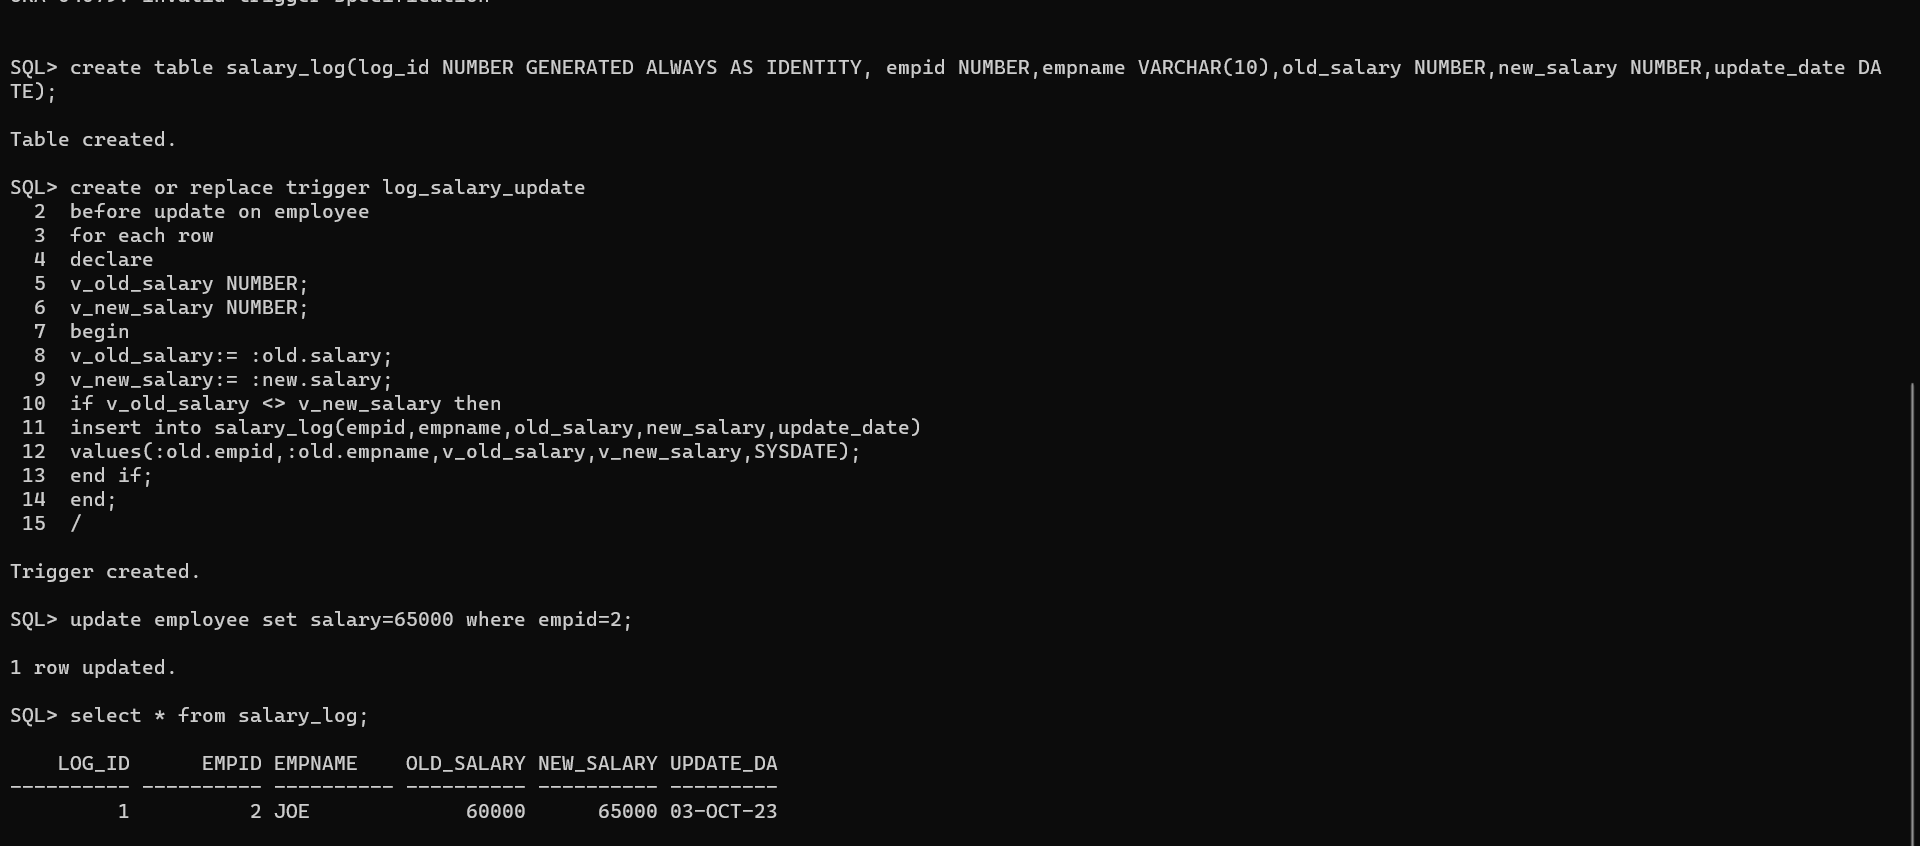 SQL> create table salary_log(log_id NUMBER GENERATED ALWAYS AS IDENTITY, empid NUMBER,empname VARCHAR(10),old_salary NUMBER,new_salary NUMBER,update_date DA
TE);
Table created.
SQL> create or replace trigger log_salary_update
  2  before update on employee
  3  for each row
  4  declare
  5  v_old_salary NUMBER;
  6  v_new_salary NUMBER;
  7  begin
  8  v_old_salary:= :old.salary;
  9  v_new_salary:= :new.salary;
 10  if v_old_salary <> v_new_salary then
 11  insert into salary_log(empid,empname,old_salary,new_salary,update_date)
 12  values(:old.empid,:old.empname,v_old_salary,v_new_salary,SYSDATE);
 13  end if;
 14  end;
 15  /
Trigger created.
SQL> update employee set salary=65000 where empid=2;
1 row updated.
SQL> select * from salary_log;
    LOG_ID      EMPID EMPNAME    OLD_SALARY NEW_SALARY UPDATE_DA
---------- ---------- ---------- ---------- ---------- ---------
         1          2 JOE             60000      65000 03-OCT-23